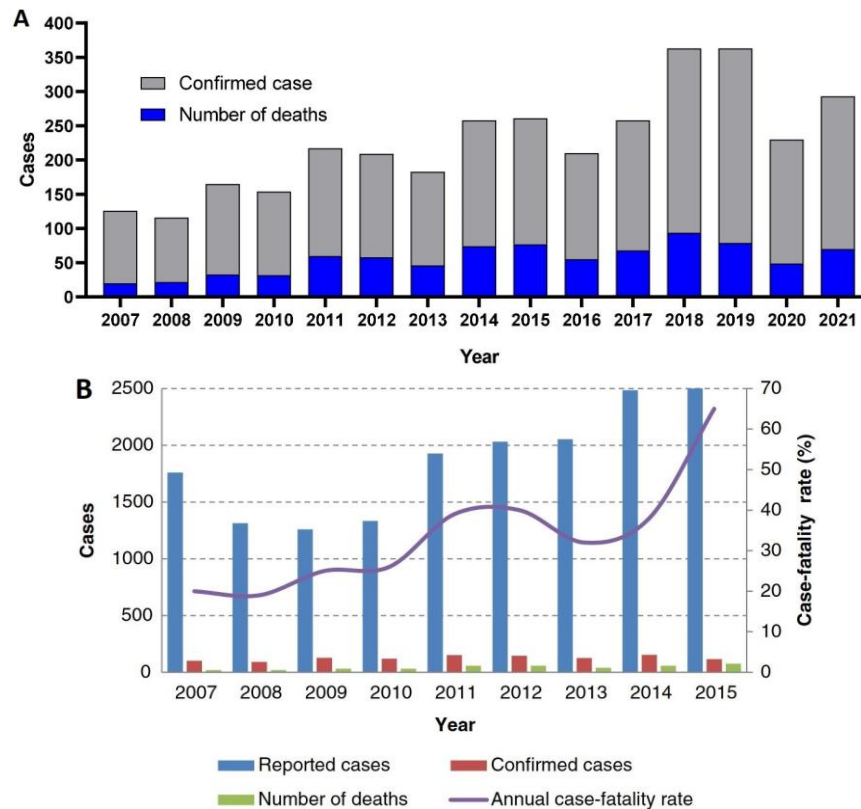 A
400
350
300
250
200
150
100
50
0
Cases
Confirmed case
Number of deaths
2007 2008 2009 2010 2011 2012 2013 2014 2015 2016 2017 2018 2019 2020 2021
Year
B
2500
2000
1500
1000
500
0
Cases
70
60
50
40
30
20
10
0
Case-fatality rate (%)
2007 2008 2009 2010 2011 2012 2013 2014 2015
Year
Reported cases Confirmed cases
Number of deaths Annual case-fatality rate